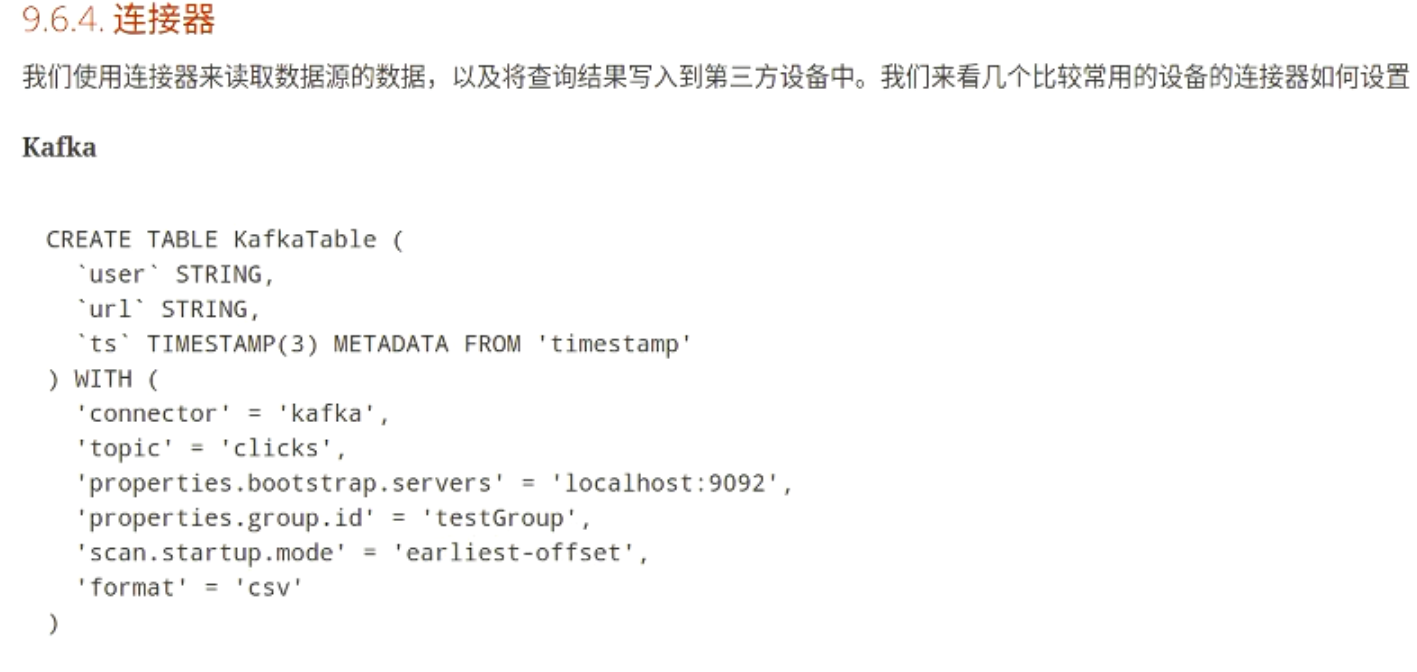 9.6.4. 连接器
我们使用连接器来读取数据源的数据，以及将查询结果写入到第三方设备中。我们来看几个比较常用的设备的连接器如何设置
Kafka
CREATE TABLE KafkaTable (
  `user` STRING,
  `url` STRING,
  `ts` TIMESTAMP(3) METADATA FROM 'timestamp'
) WITH (
  'connector' = 'kafka',
  'topic' = 'clicks',
  'properties.bootstrap.servers' = 'localhost:9092',
  'properties.group.id' = 'testGroup',
  'scan.startup.mode' = 'earliest-offset',
  'format' = 'csv'
)